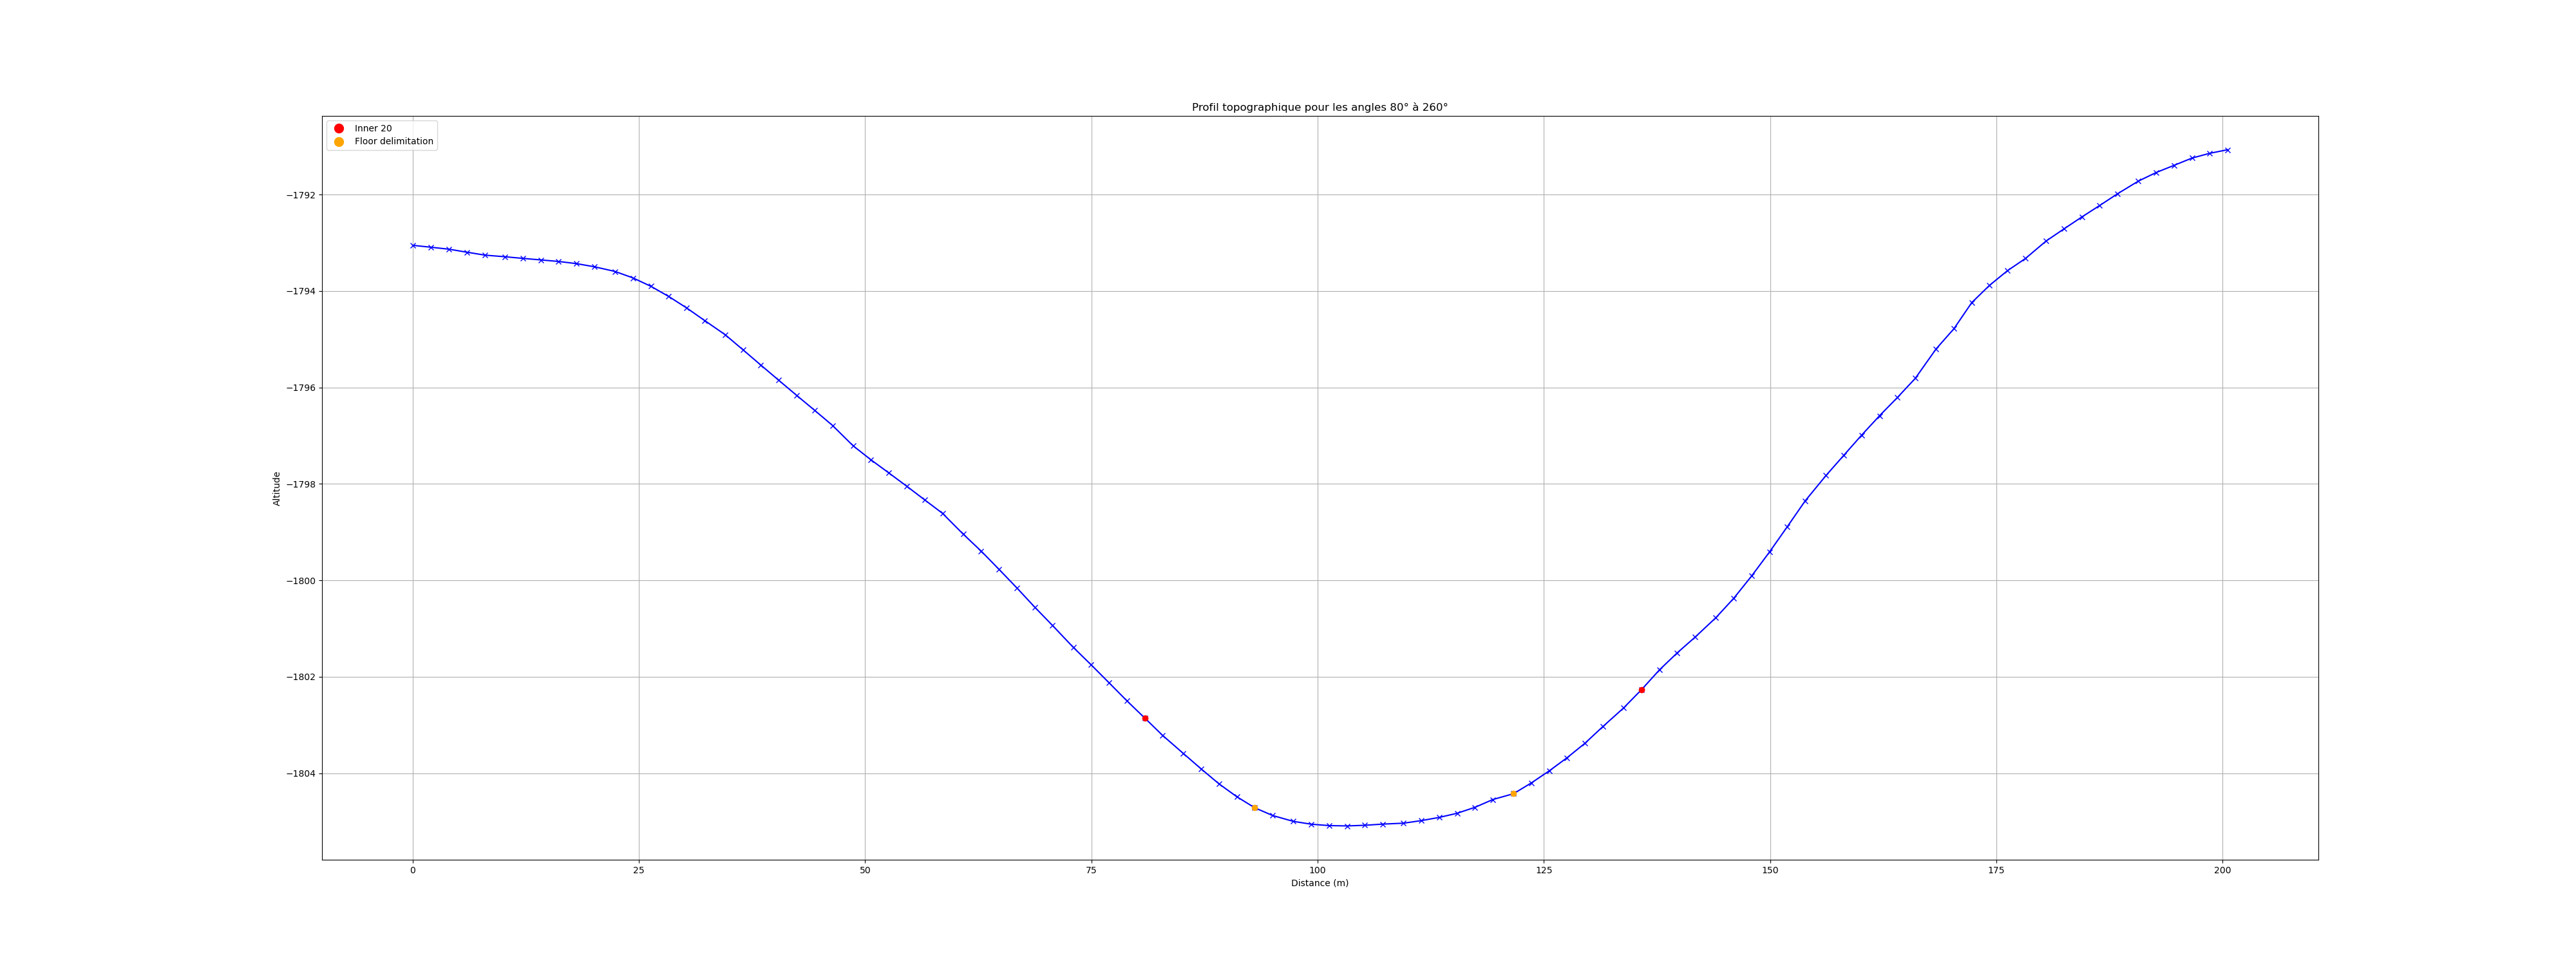 Profil topographique pour les angles 80° à 260°
Inner 20
Floor delimitation
−1792
−1794
−1796
−1798
−1800
−1802
−1804
Altitude
0 25 50 75 100 125 150 175 200
Distance (m)